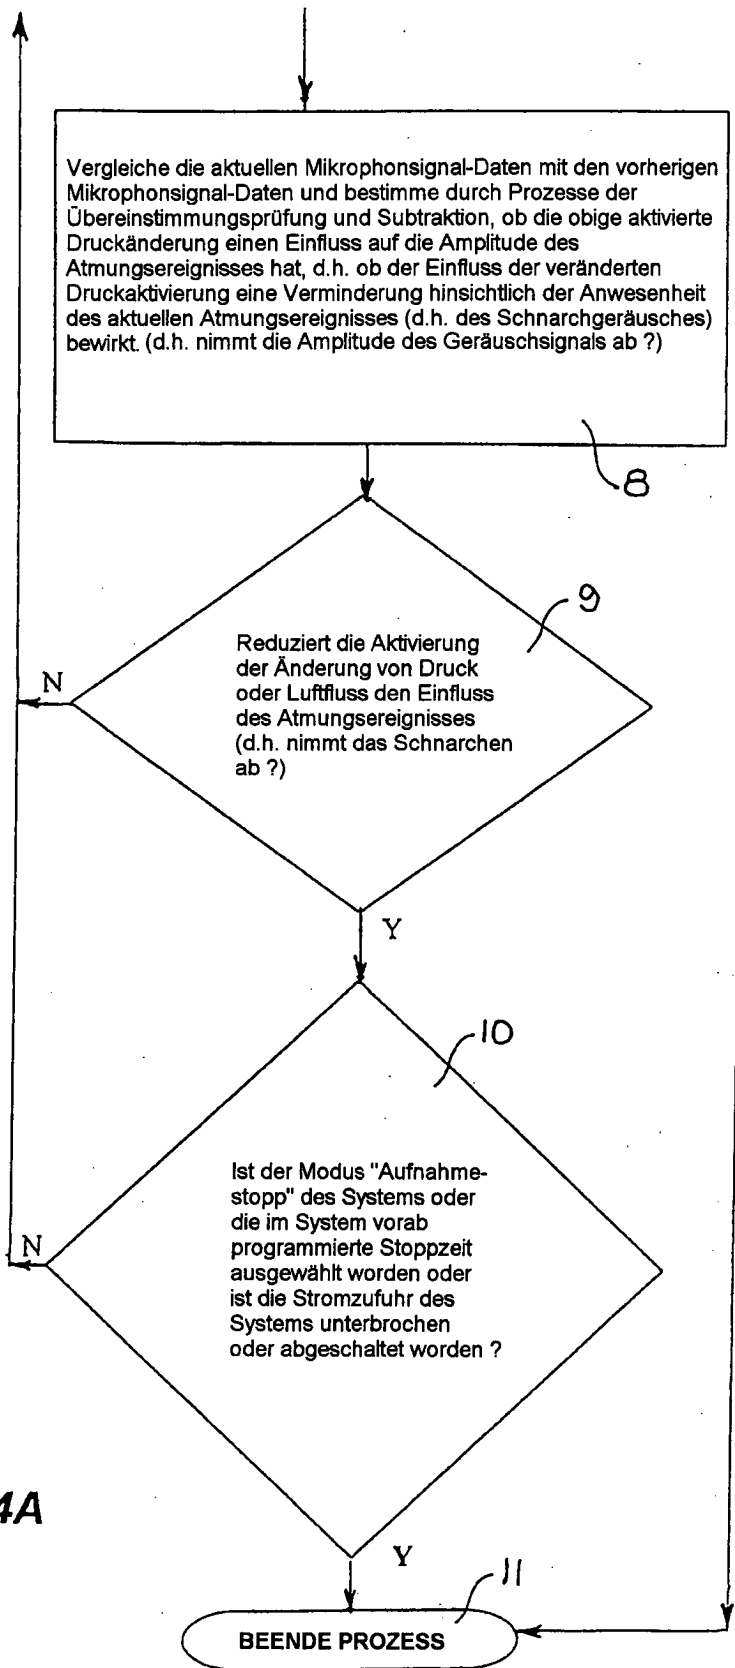 Vergleiche die aktuellen Mikrophonsignal-Daten mit den vorherigen
Mikrophonsignal-Daten und bestimme durch Prozesse der
Übereinstimmungsprüfung und Subtraktion, ob die obige aktivierte
Druckänderung einen Einfluss auf die Amplitude des
Atmungsereignisses hat, d.h. ob der Einfluss der veränderten
Druckaktivierung eine Verminderung hinsichtlich der Anwesenheit
des aktuellen Atmungsereignisses (d.h. des Schnarchgeräusches)
bewirkt. (d.h. nimmt die Amplitude des Geräuschsignals ab ?)
8
9
Reduziert die Aktivierung
der Änderung von Druck
oder Luftfluss den Einfluss
des Atmungsereignisses
(d.h. nimmt das Schnarchen
ab ?)
N
Y
10
Ist der Modus "Aufnahme-
stopp" des Systems oder
die im System vorab
programmierte Stoppzeit
ausgewählt worden oder
ist die Stromzufuhr des
Systems unterbrochen
oder abgeschaltet worden ?
N
4A
Y
11
BEENDE PROZESS